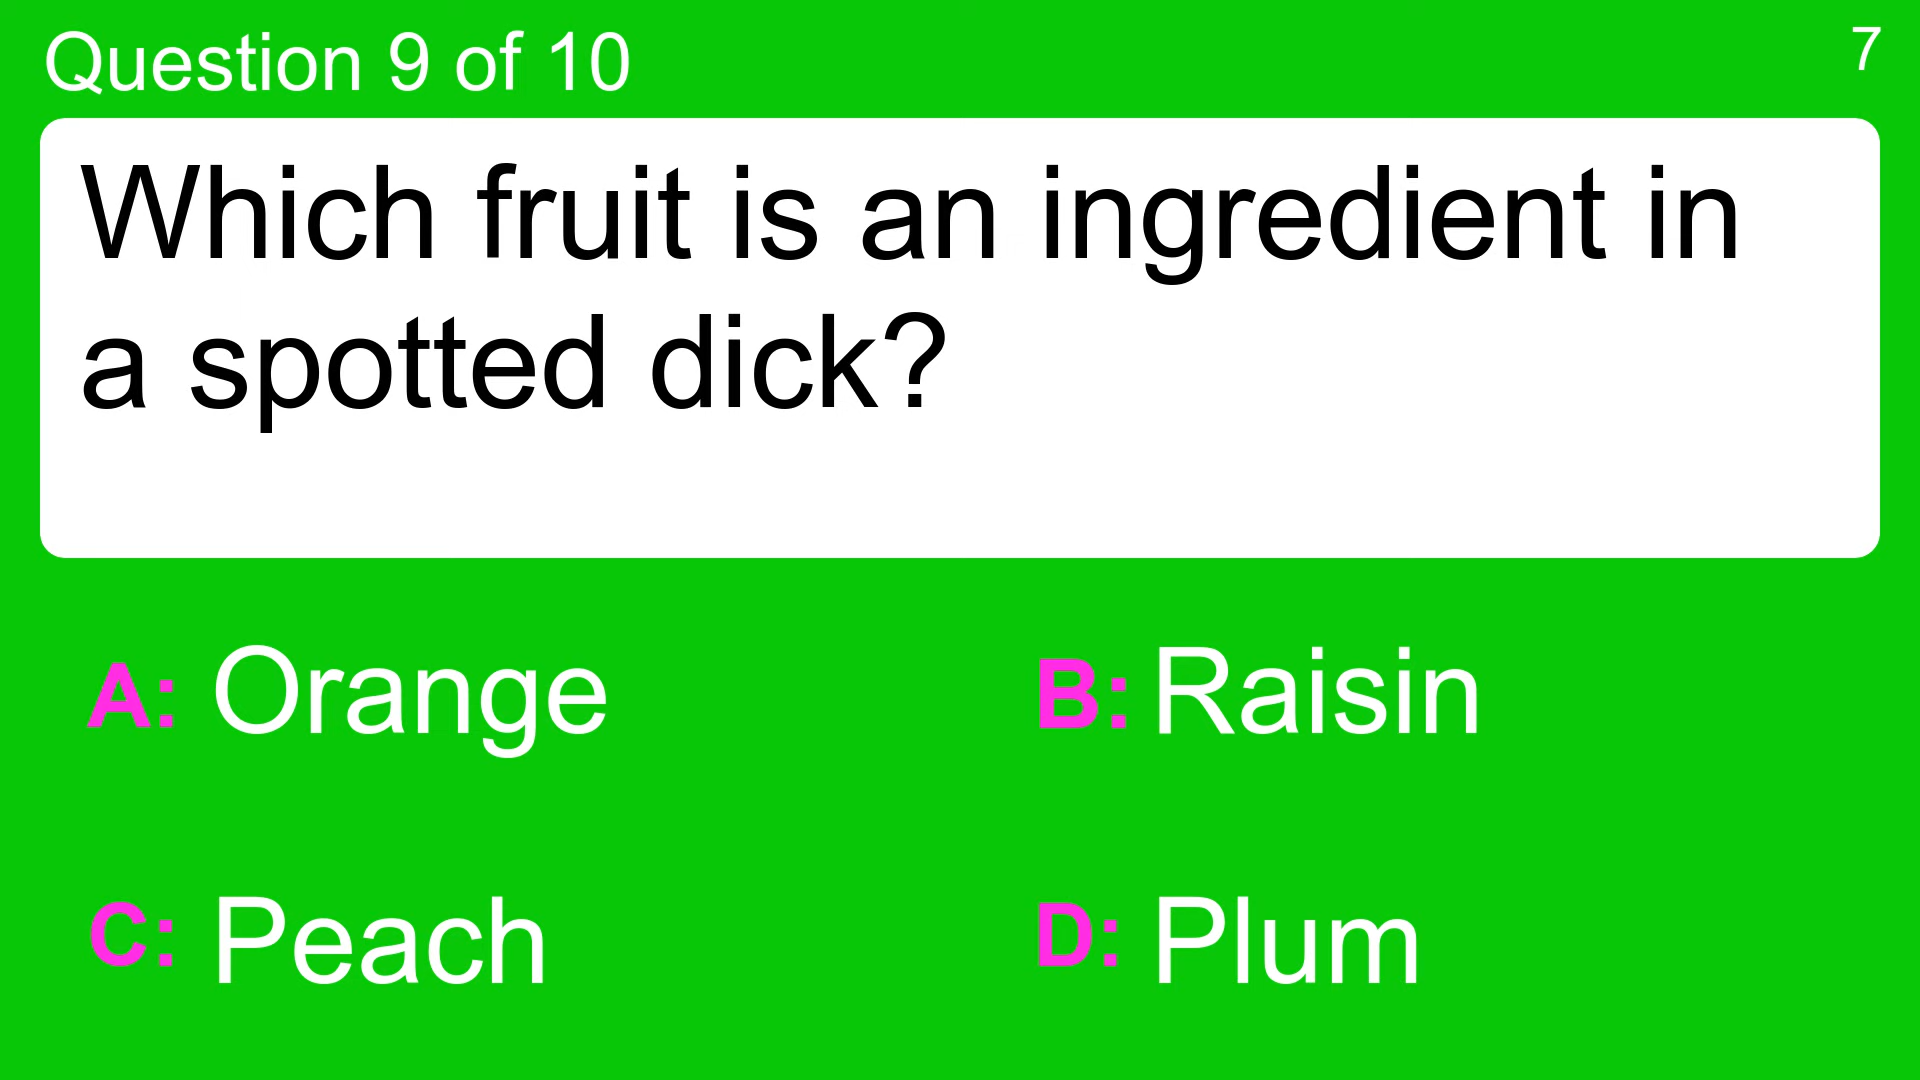 Question 9 of 10
7
Which fruit is an ingredient in
a spotted dick?
A: Orange
B: Raisin
C: Peach
D: Plum